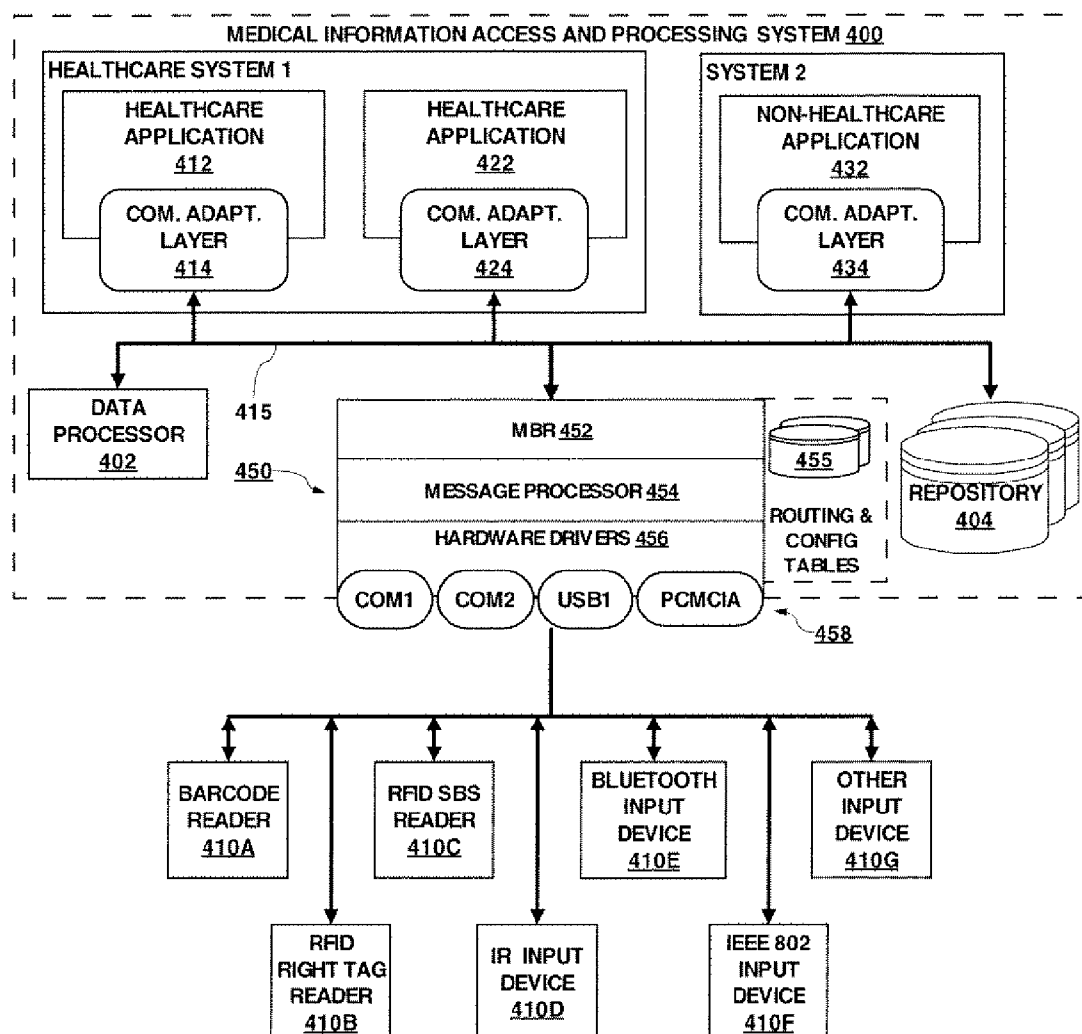 MEDICAL INFORMATION ACCESS AND PROCESSING SYSTEM 400
HEALTHCARE SYSTEM 1
HEALTHCARE
APPLICATION
412
COM. ADAPT.
LAYER
414
HEALTHCARE
APPLICATION
422
COM. ADAPT.
LAYER
424
SYSTEM 2
NON-HEALTHCARE
APPLICATION
432
COM. ADAPT.
LAYER
434
415
DATA
PROCESSOR
402
450
MBR 452
MESSAGE PROCESSOR 454
HARDWARE DRIVERS 456
COM1
COM2
USB1
PCMCIA
455
ROUTING &
CONFIG
TABLES
REPOSITORY
404
458
BARCODE
READER
410A
RFID SBS
READER
410C
BLUETOOTH
INPUT
DEVICE
410E
OTHER
INPUT
DEVICE
410G
RFID
RIGHT TAG
READER
410B
IR INPUT
DEVICE
410D
IEEE 802
INPUT
DEVICE
410F